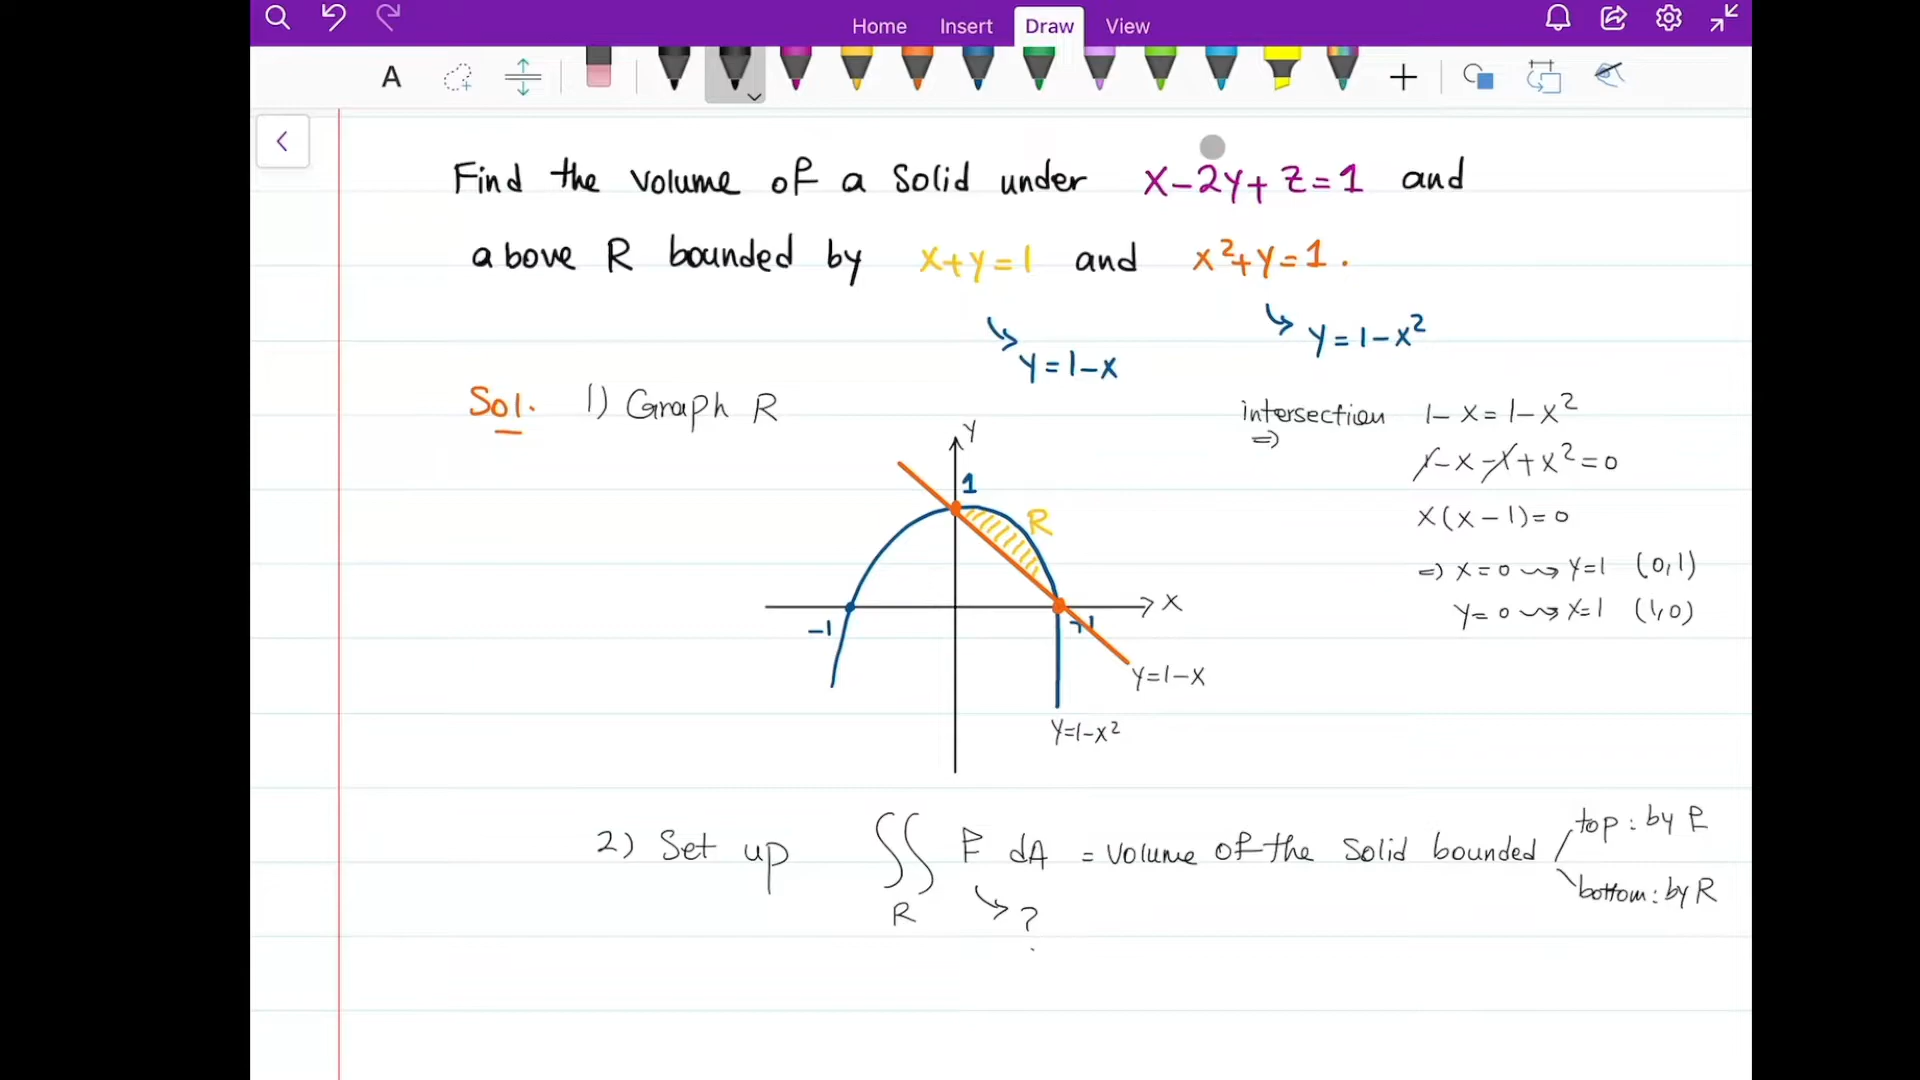 Home Insert Draw View
A
Find the volume of a solid under x-2y+z=1 and
above R bounded by x+y=1 and x²+y=1.
y=1-x
y=1-x²
Sol. 1) Graph R
intersection ⇒
1-x=1-x²
1-x-1+x²=0
x(x-1)=0
⇒ x=0 ⇝ y=1 (0,1)
y=0 ⇝ x=1 (1,0)
y
1
R
x
-1
y=1-x
y=1-x²
2) Set up ∬ F dA = volume of the solid bounded
R
?
top: by F
bottom: by R